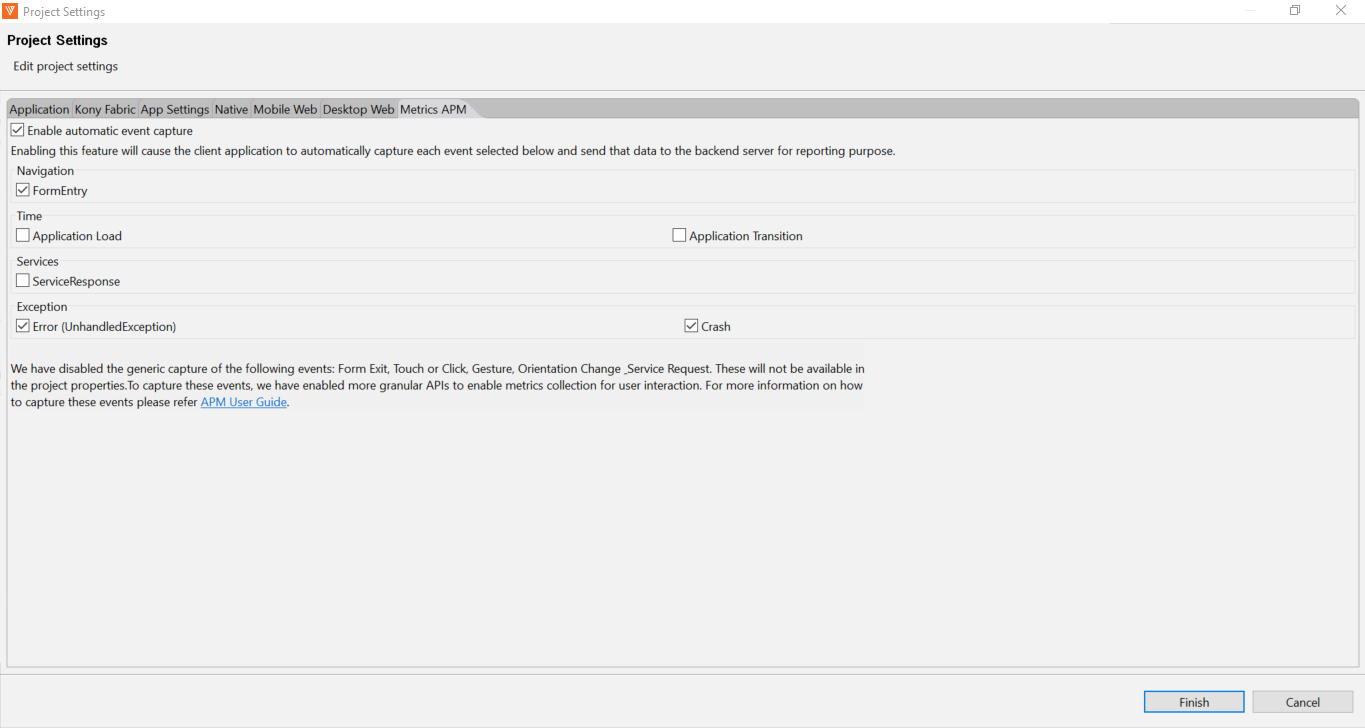 Project Settings
Project Settings
Edit project settings
Application Kony Fabric App Settings Native Mobile Web Desktop Web Metrics APM
Enable automatic event capture
Enabling this feature will cause the client application to automatically capture each event selected below and send that data to the backend server for reporting purpose.
Navigation
FormEntry
Time
Application Load Application Transition
Services
ServiceResponse
Exception
Error (UnhandledException) Crash
We have disabled the generic capture of the following events: Form Exit, Touch or Click, Gesture, Orientation Change ,Service Request. These will not be available in
the project properties.To capture these events, we have enabled more granular APIs to enable metrics collection for user interaction. For more information on how
to capture these events please refer APM User Guide.
Finish Cancel